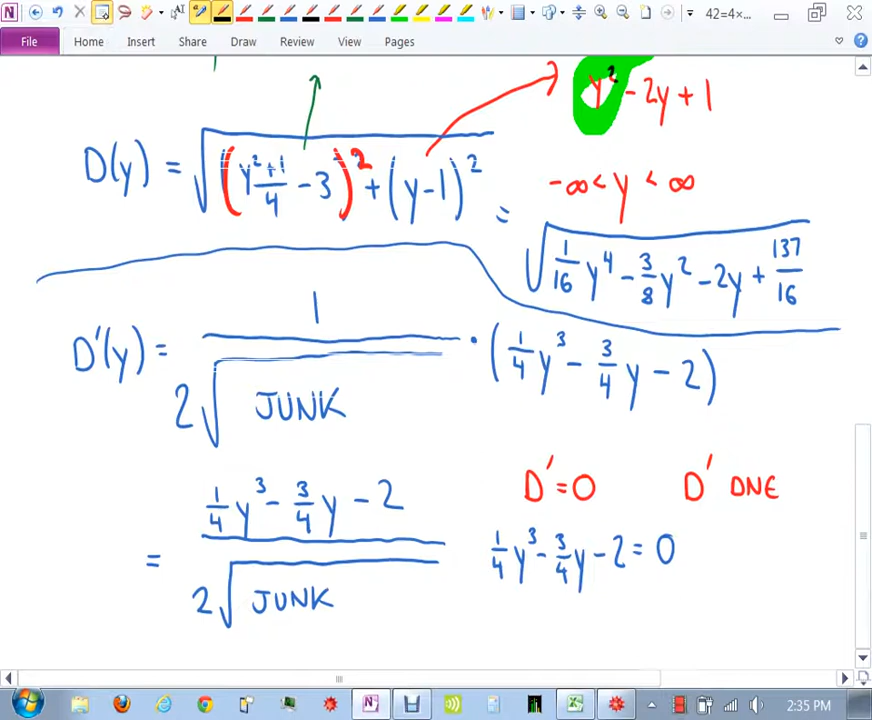 42=4×...
File Home Insert Share Draw Review View Pages
y² - 2y + 1
D(y) = √((y²+1/4 - 3)² + (y-1)²)
-∞ < y < ∞
= √(1/16 y⁴ - 3/8 y² - 2y + 137/16)
D'(y) = 1/(2√JUNK) · (1/4 y³ - 3/4 y - 2)
= (1/4 y³ - 3/4 y - 2)/(2√JUNK)
D' = 0 D' DNE
1/4 y³ - 3/4 y - 2 = 0
2:35 PM